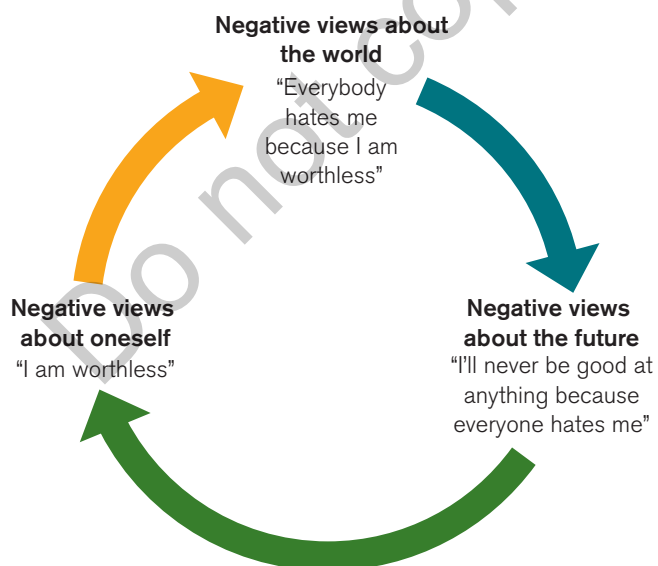 Negative views about
the world
“Everybody
hates me
because I am
worthless”
Negative views
about oneself
“I am worthless”
Negative views
about the future
“I’ll never be good at
anything because
everyone hates me”
Do not